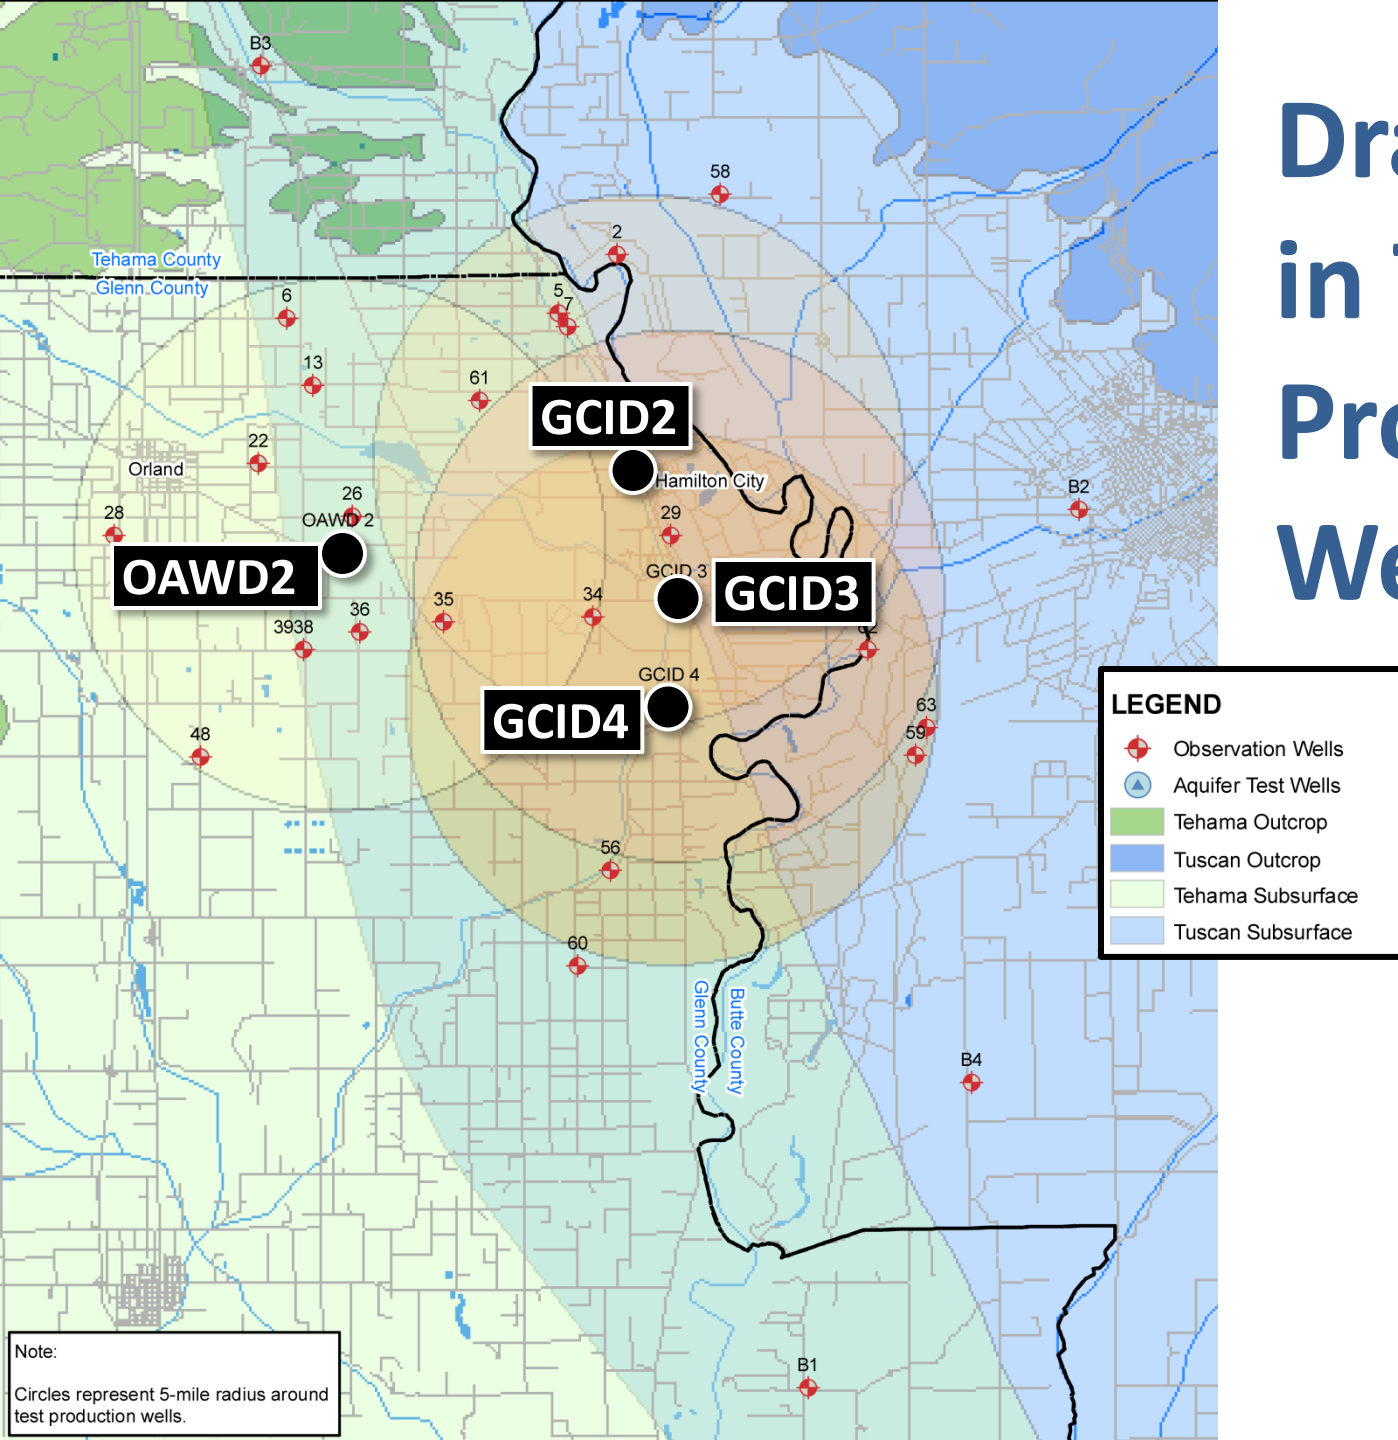 B3
58
2
Tehama County
Glenn County
6
5
7
13
61
GCID2
22
Orland
Hamilton City
26
B2
28
OAWD 2
29
OAWD2
GCID 3
GCID3
35
34
36
3938
GCID 4
GCID4
63
59
48
56
60
Glenn County
Butte County
B4
B1
LEGEND
Observation Wells
Aquifer Test Wells
Tehama Outcrop
Tuscan Outcrop
Tehama Subsurface
Tuscan Subsurface
Note:
Circles represent 5-mile radius around
test production wells.
in